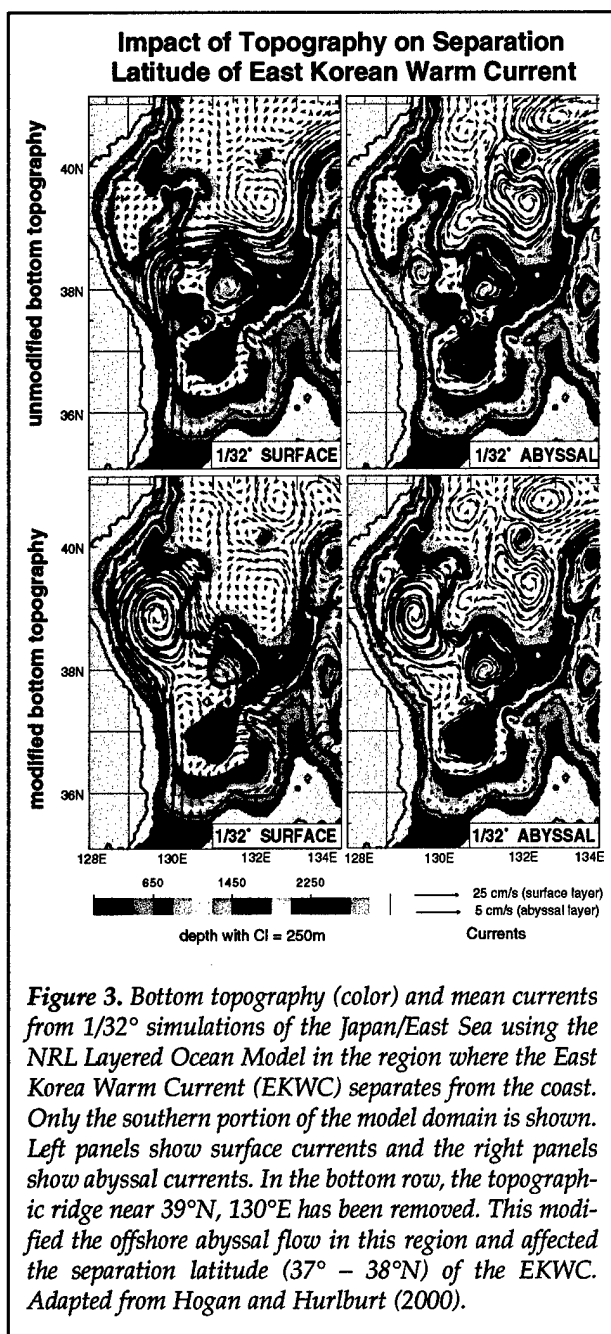 Impact of Topography on Separation
Latitude of East Korean Warm Current
unmodified bottom topography
40N
38N
36N
1/32° SURFACE
1/32° ABYSSAL
modified bottom topography
40N
38N
36N
1/32° SURFACE
1/32° ABYSSAL
128E 130E 132E 134E
130E 132E 134E
650 1450 2250
depth with CI = 250m
25 cm/s (surface layer)
5 cm/s (abyssal layer)
Currents
Figure 3. Bottom topography (color) and mean currents
from 1/32° simulations of the Japan/East Sea using the
NRL Layered Ocean Model in the region where the East
Korea Warm Current (EKWC) separates from the coast.
Only the southern portion of the model domain is shown.
Left panels show surface currents and the right panels
show abyssal currents. In the bottom row, the topograph-
ic ridge near 39°N, 130°E has been removed. This modi-
fied the offshore abyssal flow in this region and affected
the separation latitude (37° – 38°N) of the EKWC.
Adapted from Hogan and Hurlburt (2000).